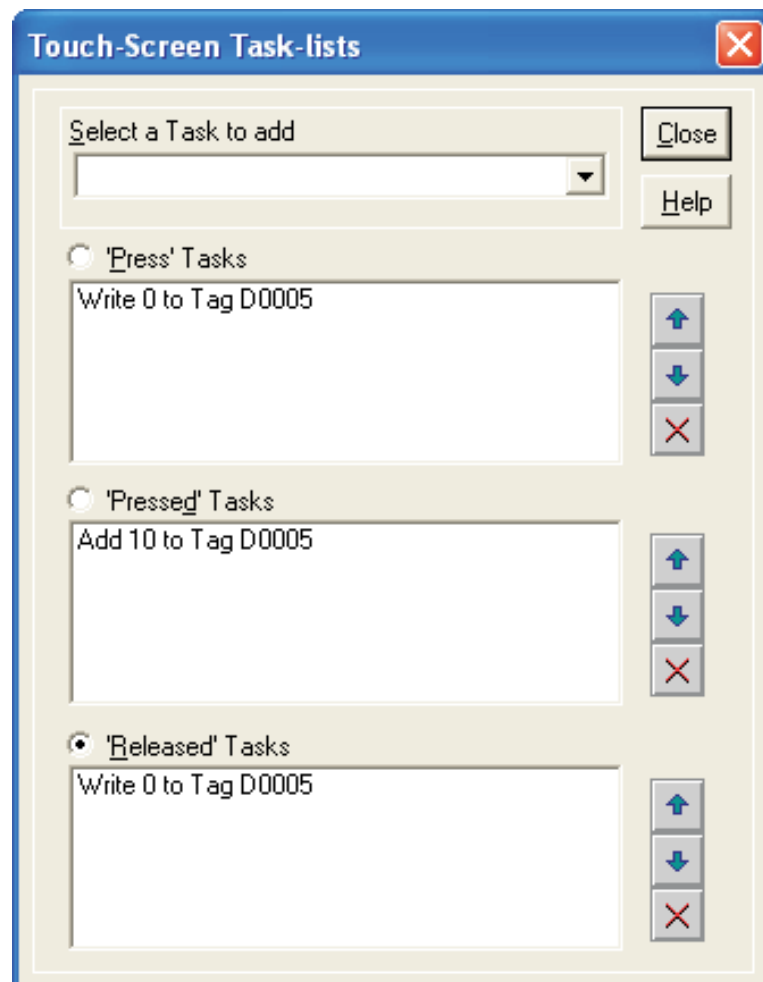 Touch-Screen Task-lists
Select a Task to add
Close
Help
'Press' Tasks
Write 0 to Tag D0005
'Pressed' Tasks
Add 10 to Tag D0005
'Released' Tasks
Write 0 to Tag D0005